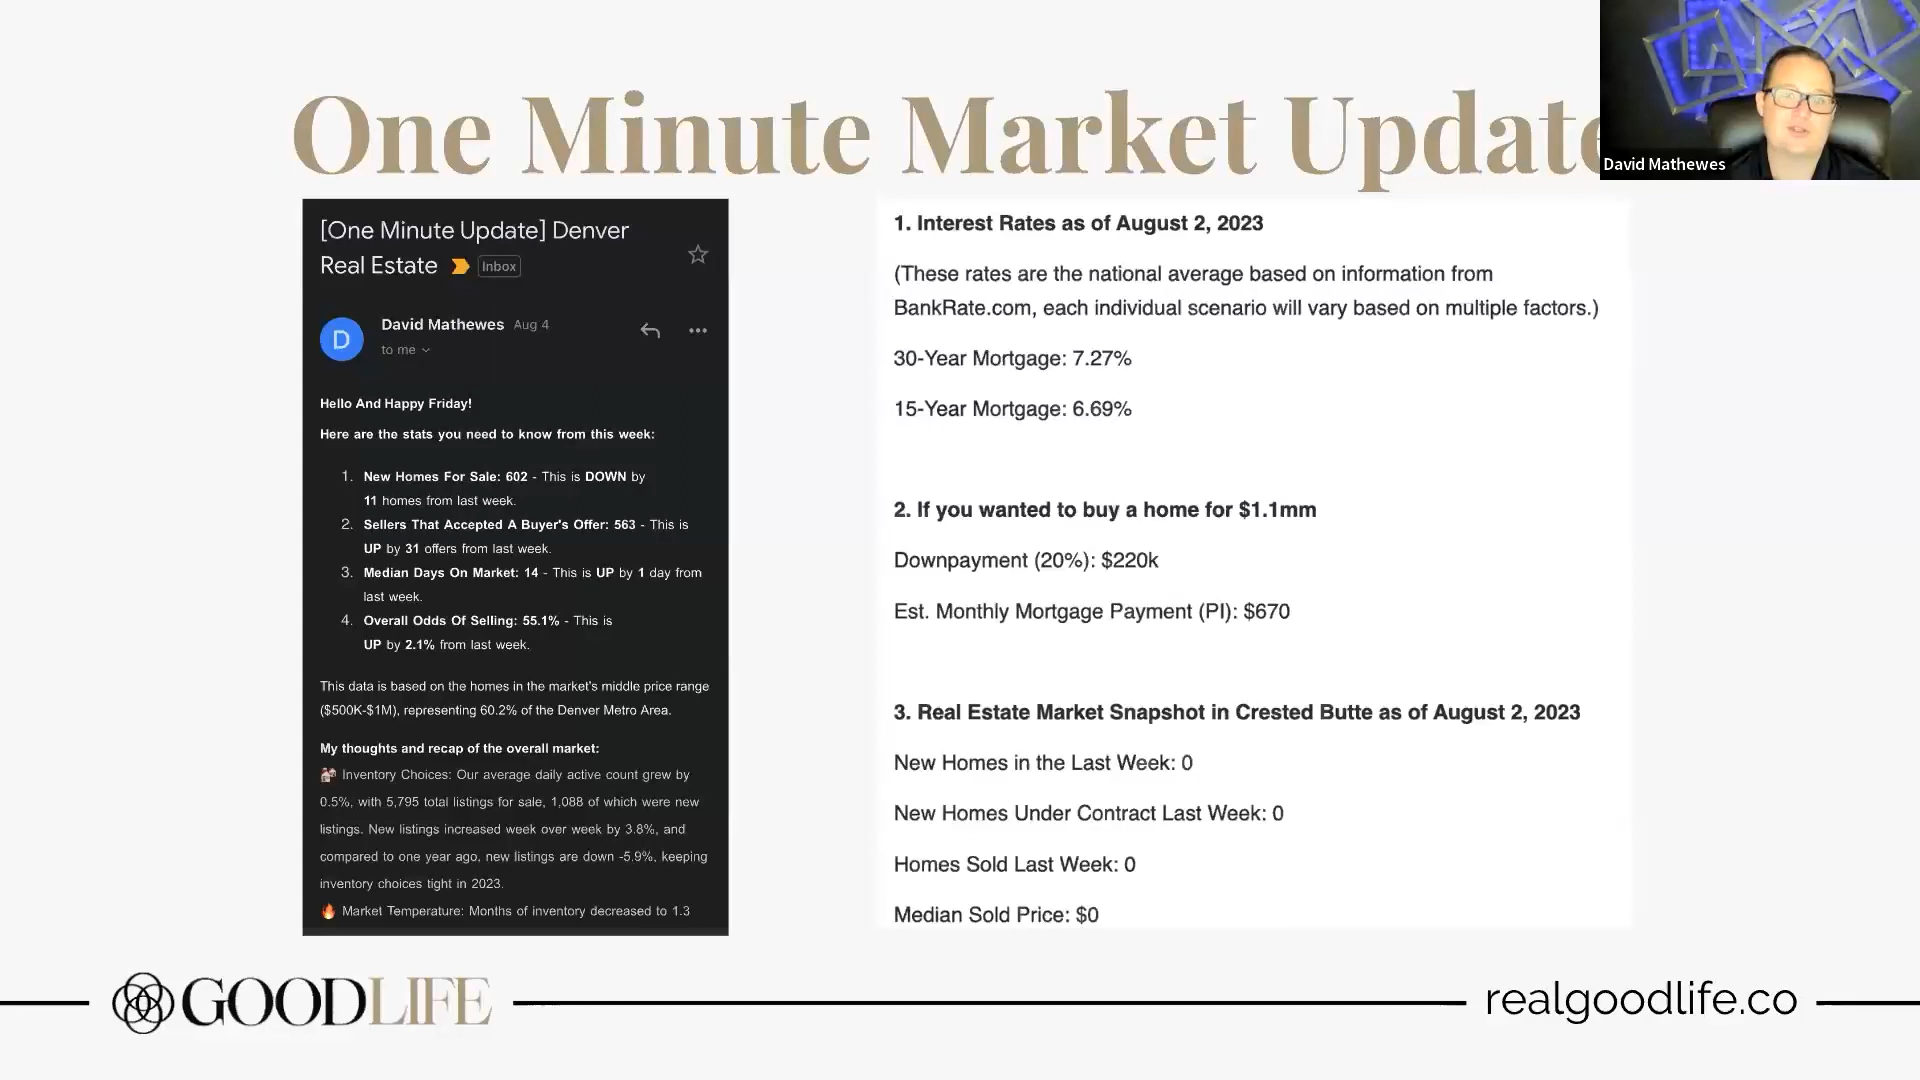 One Minute Market Update
David Mathewes
[One Minute Update] Denver
Real Estate Inbox
D
David Mathewes Aug 4
to me
Hello And Happy Friday!
Here are the stats you need to know from this week:
1. New Homes For Sale: 602 - This is DOWN by
11 homes from last week.
2. Sellers That Accepted A Buyer's Offer: 563 - This is
UP by 31 offers from last week.
3. Median Days On Market: 14 - This is UP by 1 day from
last week.
4. Overall Odds Of Selling: 55.1% - This is
UP by 2.1% from last week.
This data is based on the homes in the market's middle price range
($500K-$1M), representing 60.2% of the Denver Metro Area.
My thoughts and recap of the overall market:
🏘️ Inventory Choices: Our average daily active count grew by
0.5%, with 5,795 total listings for sale, 1,088 of which were new
listings. New listings increased week over week by 3.8%, and
compared to one year ago, new listings are down -5.9%, keeping
inventory choices tight in 2023.
🔥 Market Temperature: Months of inventory decreased to 1.3
1. Interest Rates as of August 2, 2023
(These rates are the national average based on information from
BankRate.com, each individual scenario will vary based on multiple factors.)
30-Year Mortgage: 7.27%
15-Year Mortgage: 6.69%
2. If you wanted to buy a home for $1.1mm
Downpayment (20%): $220k
Est. Monthly Mortgage Payment (PI): $670
3. Real Estate Market Snapshot in Crested Butte as of August 2, 2023
New Homes in the Last Week: 0
New Homes Under Contract Last Week: 0
Homes Sold Last Week: 0
Median Sold Price: $0
GOODLIFE
realgoodlife.co